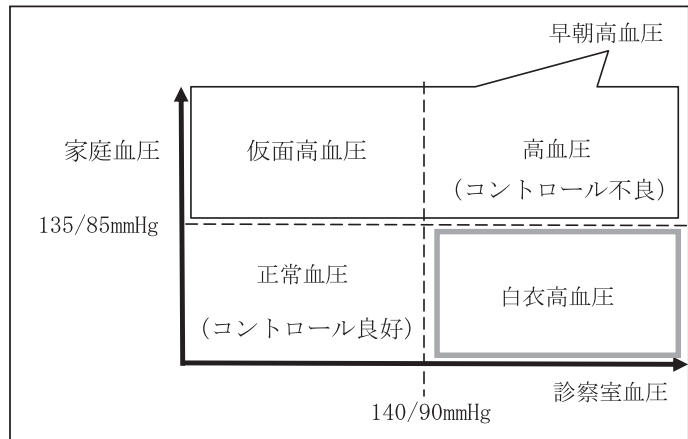 早朝高血圧
家庭血圧
仮面高血圧
高血圧
（コントロール不良）
135/85mmHg
正常血圧
（コントロール良好）
白衣高血圧
診察室血圧
140/90mmHg